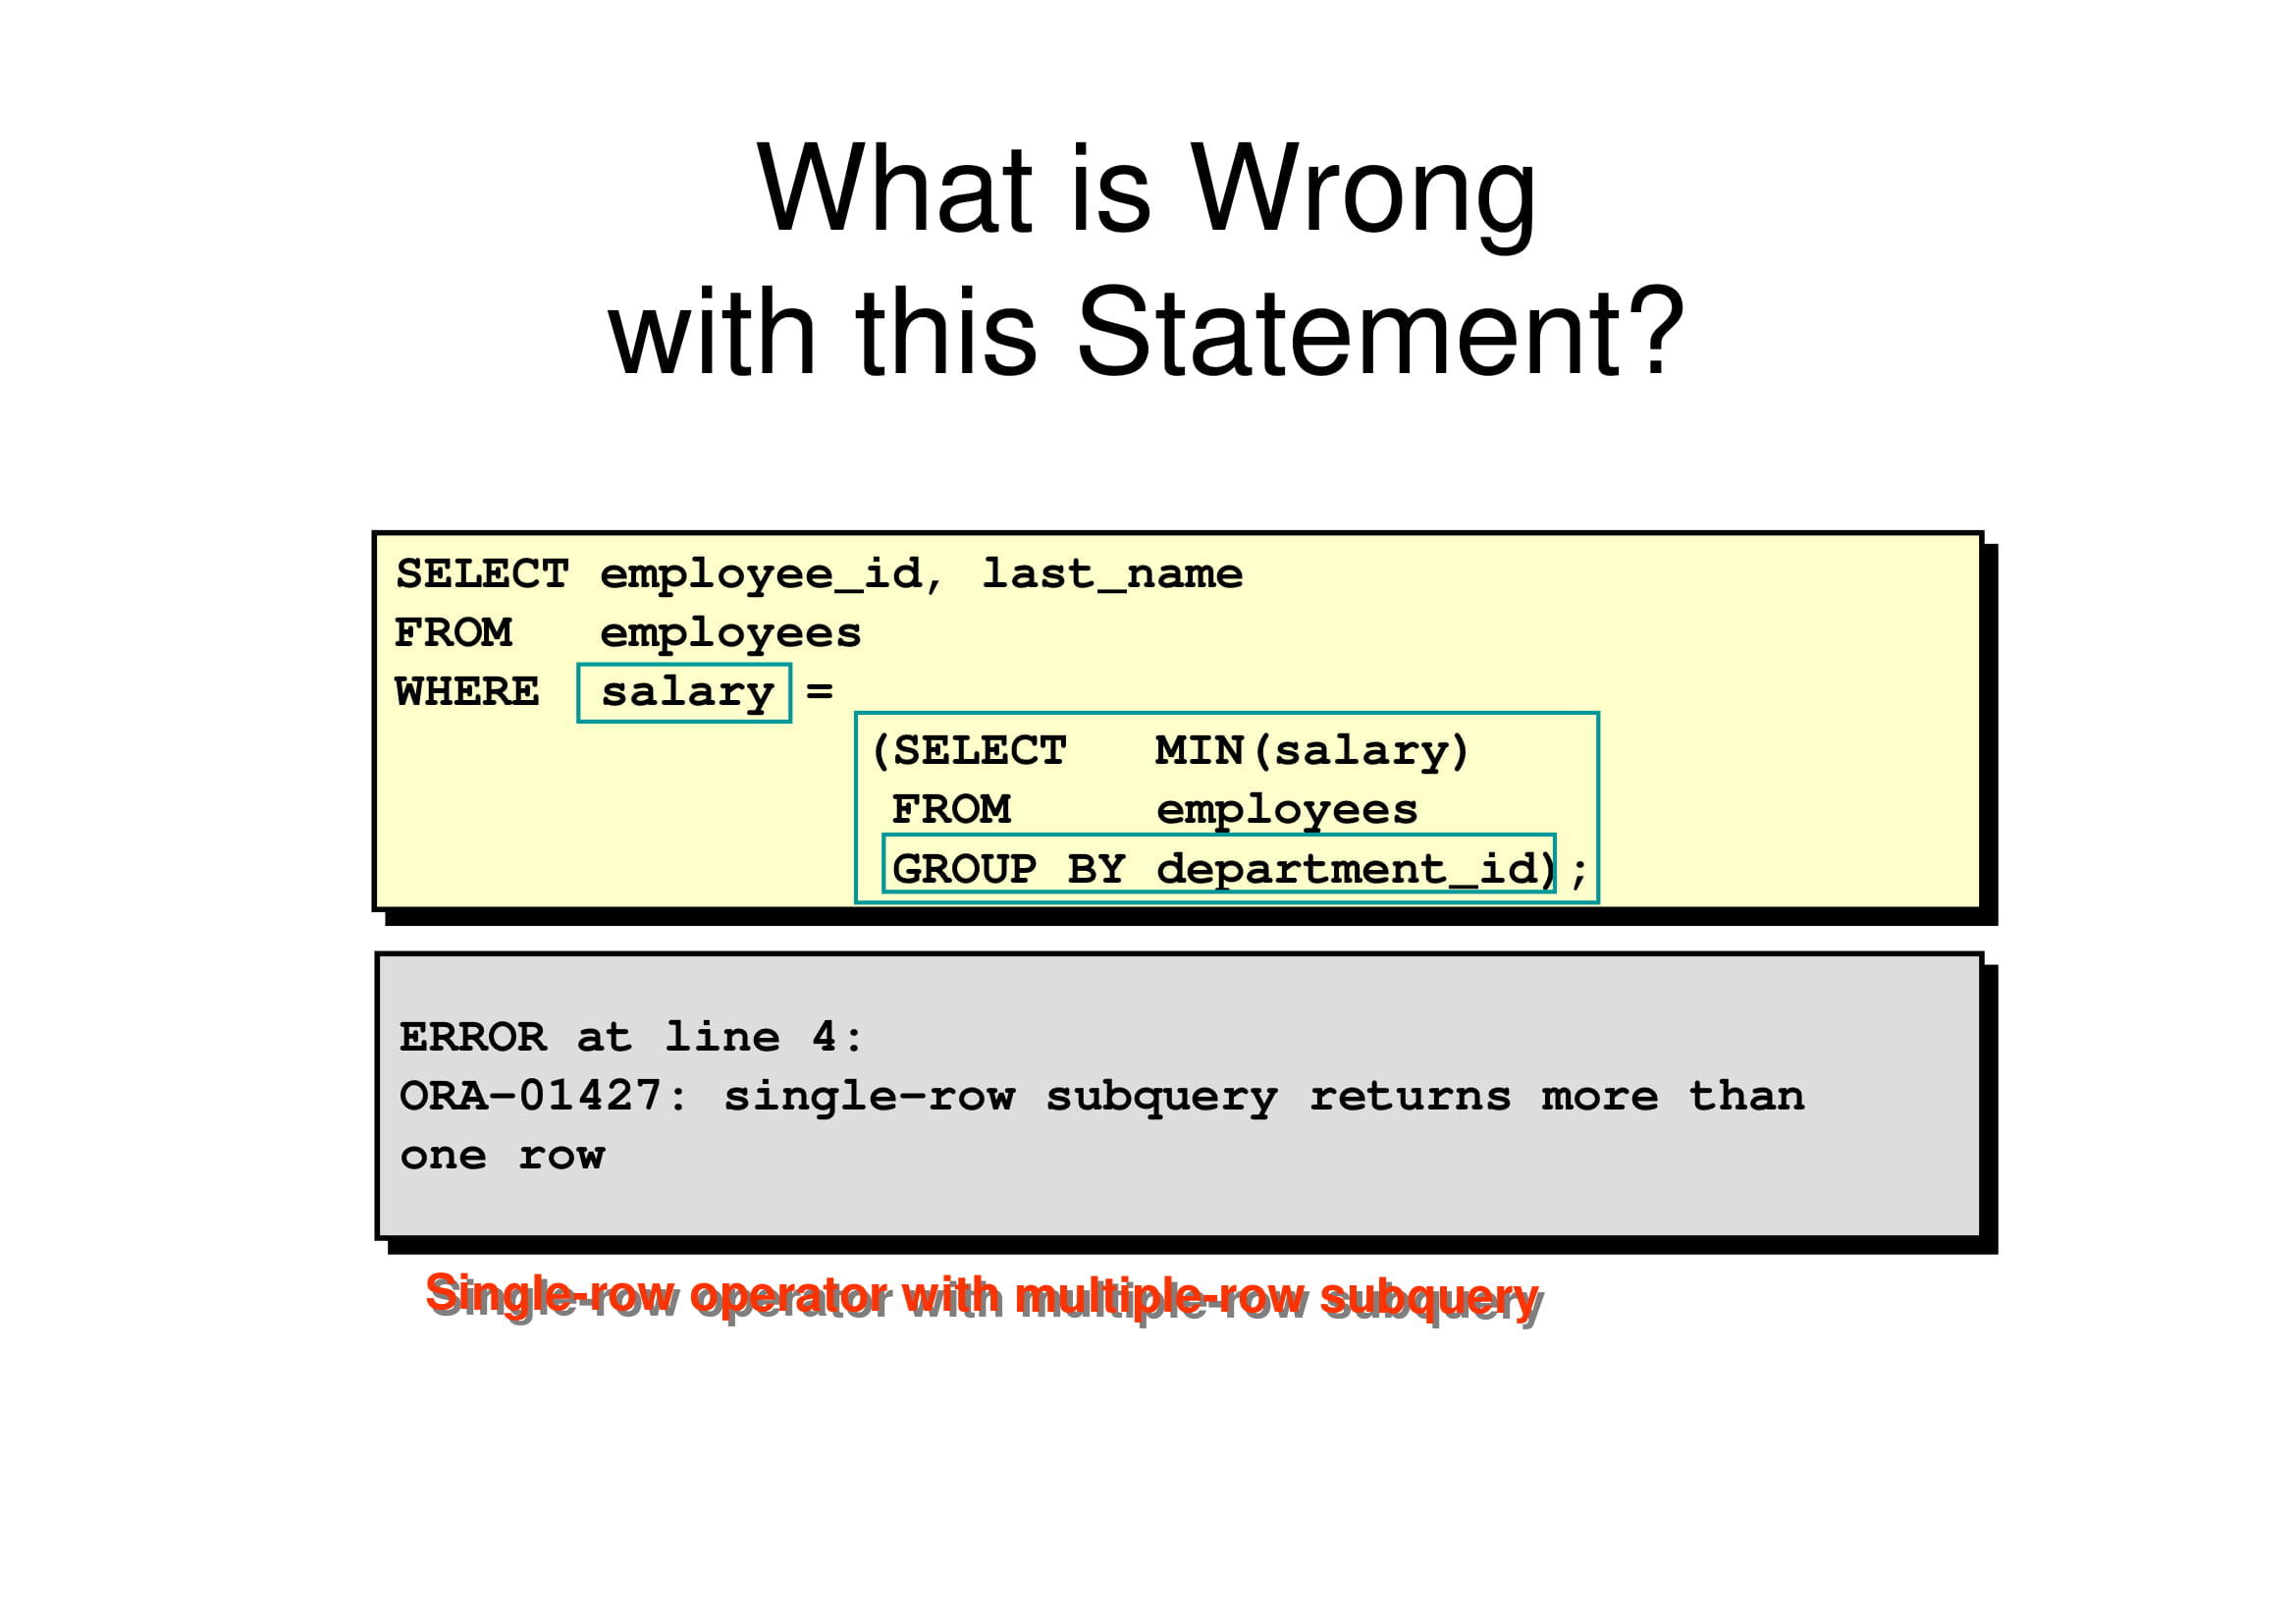 What is Wrong
with this Statement?
SELECT employee_id, last_name
FROM   employees
WHERE  salary =
(SELECT   MIN(salary)
FROM     employees
GROUP BY department_id);
ERROR at line 4:
ORA-01427: single-row subquery returns more than
one row
Single-row operator with multiple-row subquery